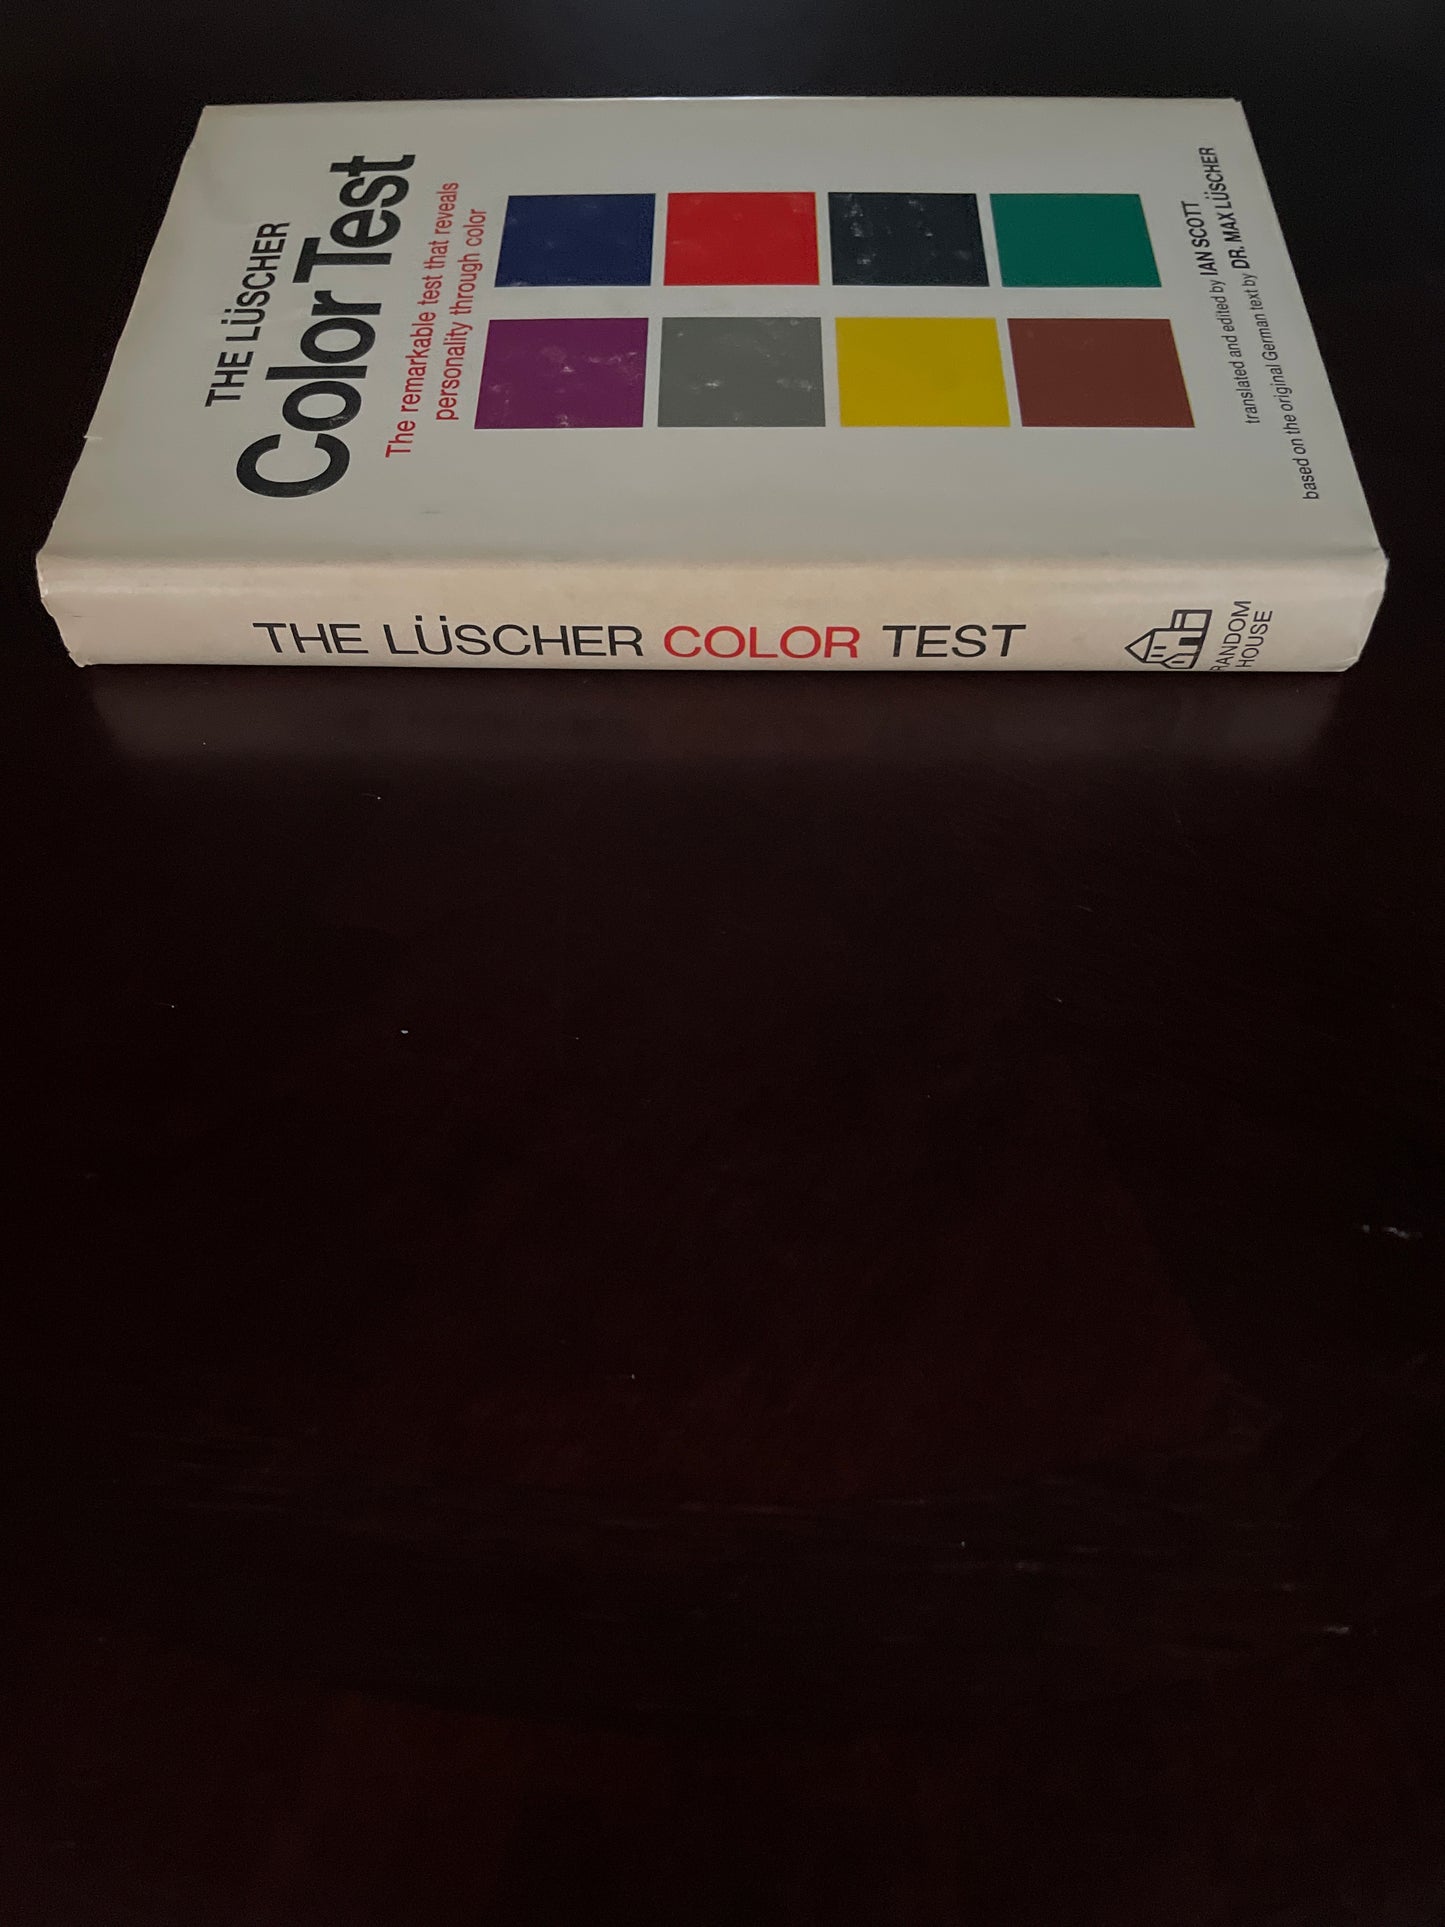 THE LÜSCHER
Color Test
The remarkable test that reveals
personality through color
translated and edited by IAN SCOTT
based on the original German text by DR. MAX LÜSCHER
THE LÜSCHER COLOR TEST
RANDOM
HOUSE